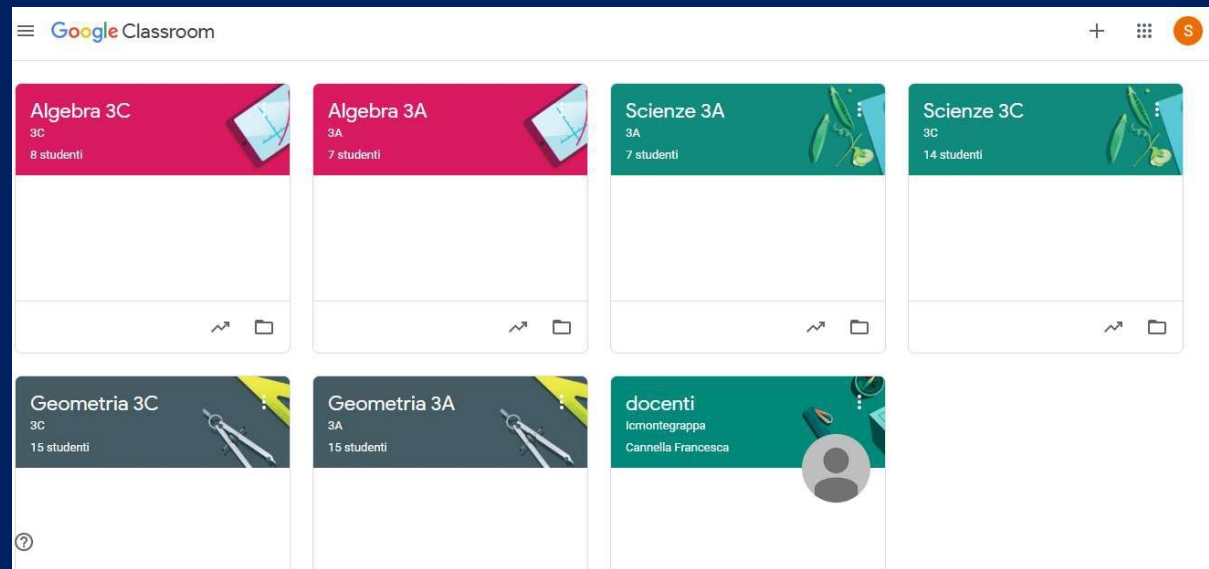 Google Classroom
S
Algebra 3C
3C
8 studenti
Algebra 3A
3A
7 studenti
Scienze 3A
3A
7 studenti
Scienze 3C
3C
14 studenti
Geometria 3C
3C
15 studenti
Geometria 3A
3A
15 studenti
docenti
Icmontegrappa
Cannella Francesca